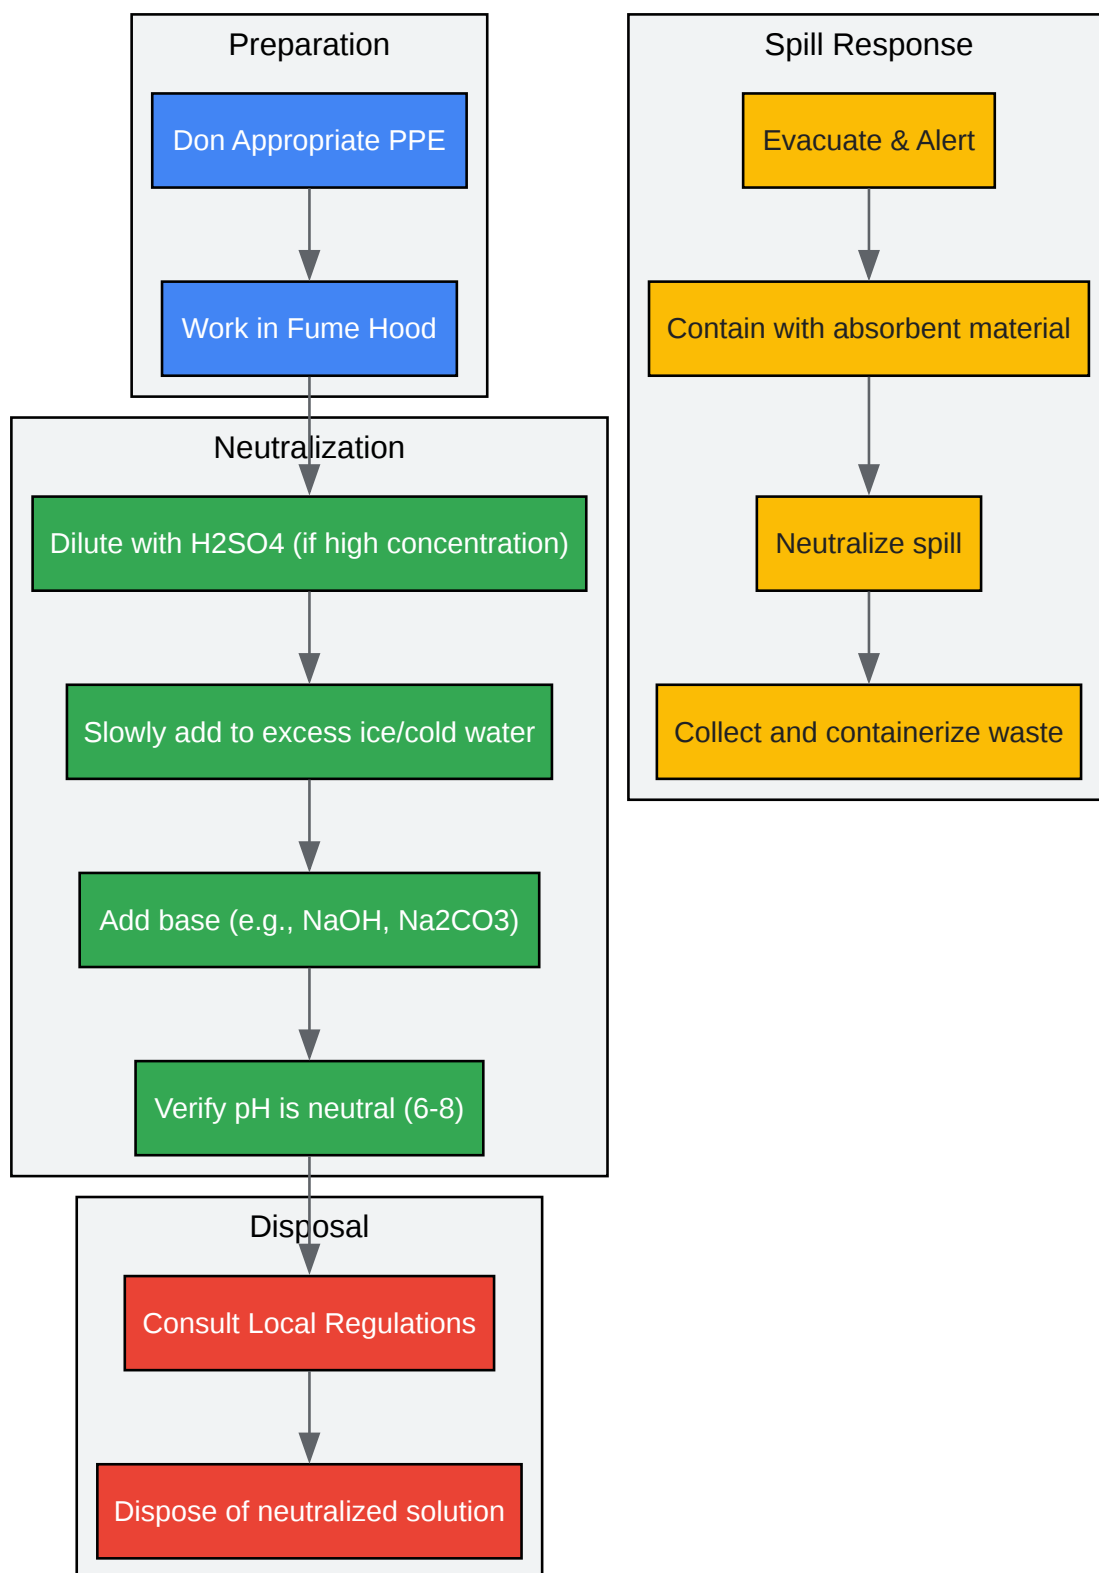 Preparation
Don Appropriate PPE
Work in Fume Hood
Neutralization
Dilute with H2SO4 (if high concentration)
Slowly add to excess ice/cold water
Add base (e.g., NaOH, Na2CO3)
Verify pH is neutral (6-8)
Disposal
Consult Local Regulations
Dispose of neutralized solution
Spill Response
Evacuate & Alert
Contain with absorbent material
Neutralize spill
Collect and containerize waste